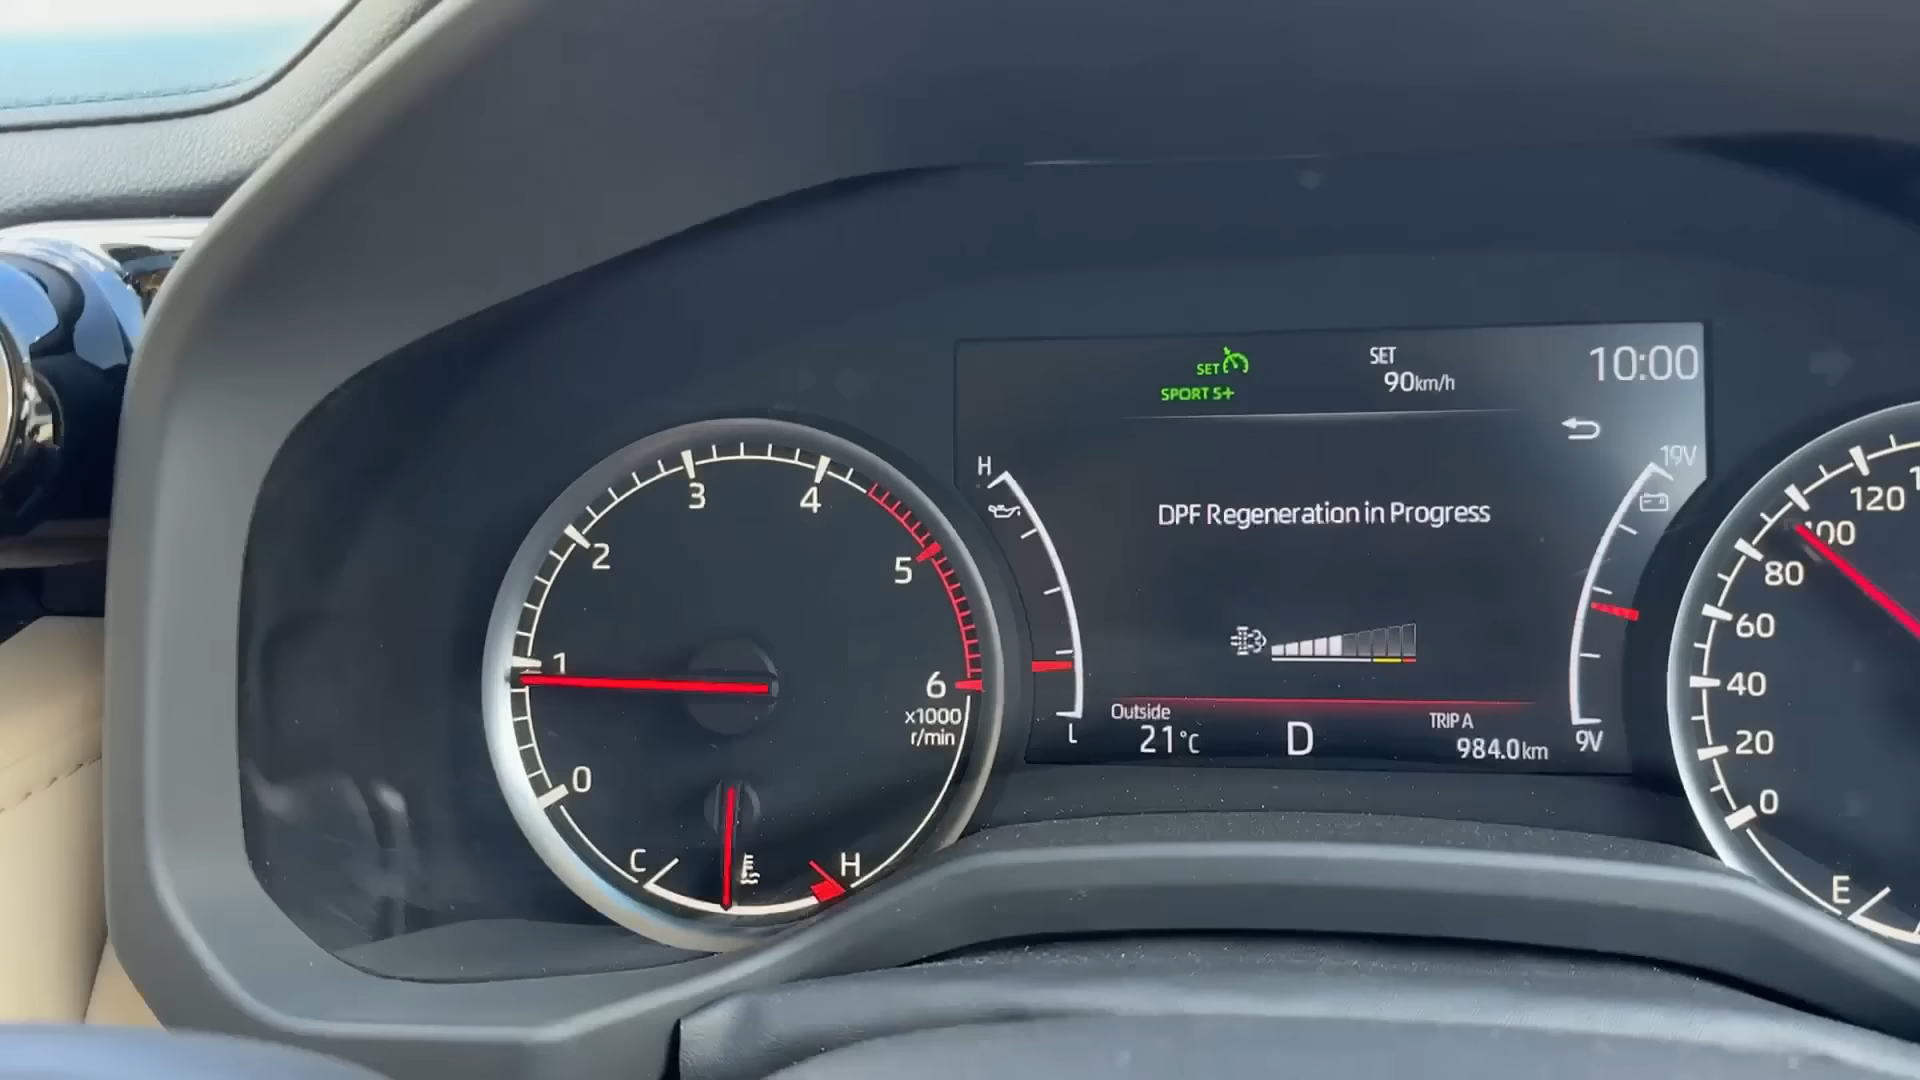 SET
SPORT S+
SET
90km/h
10:00
H
L
DPF Regeneration in Progress
19V
9V
Outside
21°C
D
TRIP A
984.0km
0
1
2
3
4
5
6
x1000
r/min
C
H
0
20
40
60
80
100
120
E